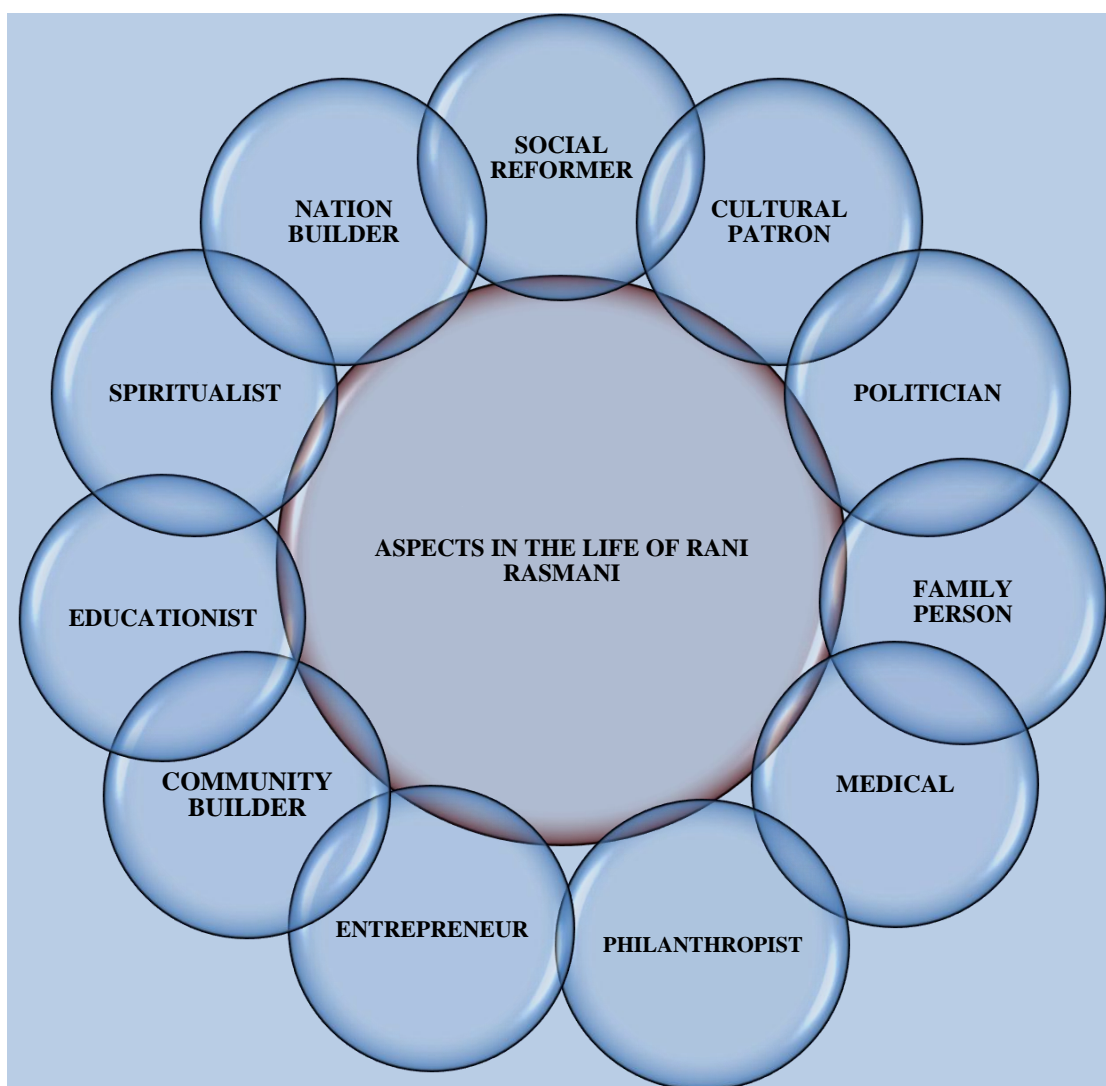 SOCIAL
REFORMER
CULTURAL
PATRON
POLITICIAN
FAMILY
PERSON
MEDICAL
PHILANTHROPIST
ENTREPRENEUR
COMMUNITY
BUILDER
EDUCATIONIST
SPIRITUALIST
NATION
BUILDER
ASPECTS IN THE LIFE OF RANI
RASMANI